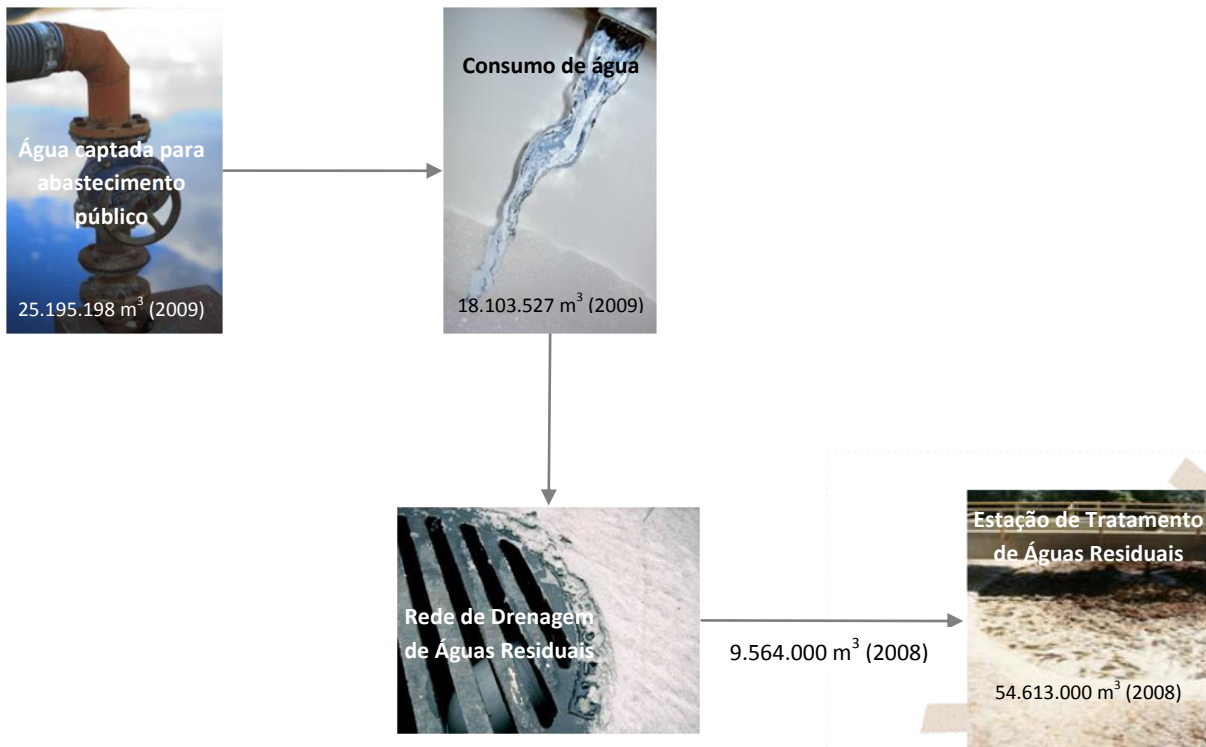 Água captada para
abastecimento
público
25.195.198 m³ (2009)
Consumo de água
18.103.527 m³ (2009)
Rede de Drenagem
de Águas Residuais
9.564.000 m³ (2008)
Estação de Tratamento
de Águas Residuais
54.613.000 m³ (2008)